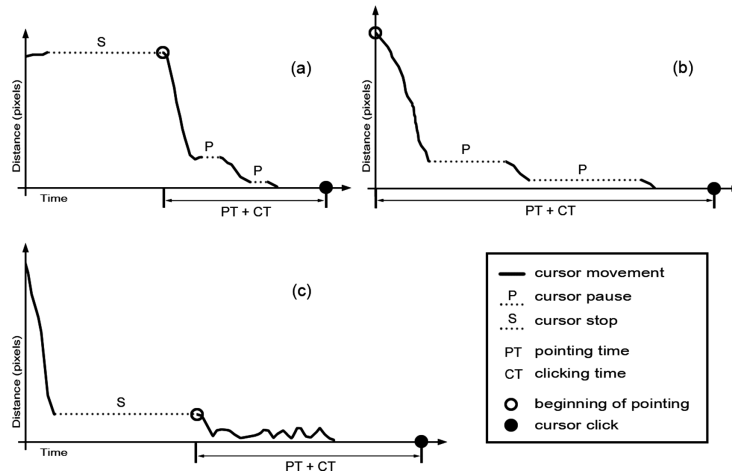 S
(a)
Distance (pixels)
P
P
Time
PT + CT
(b)
Distance (pixels)
P
P
PT + CT
(c)
Distance (pixels)
S
Time
PT + CT
cursor movement
P cursor pause
S cursor stop
PT pointing time
CT clicking time
beginning of pointing
cursor click